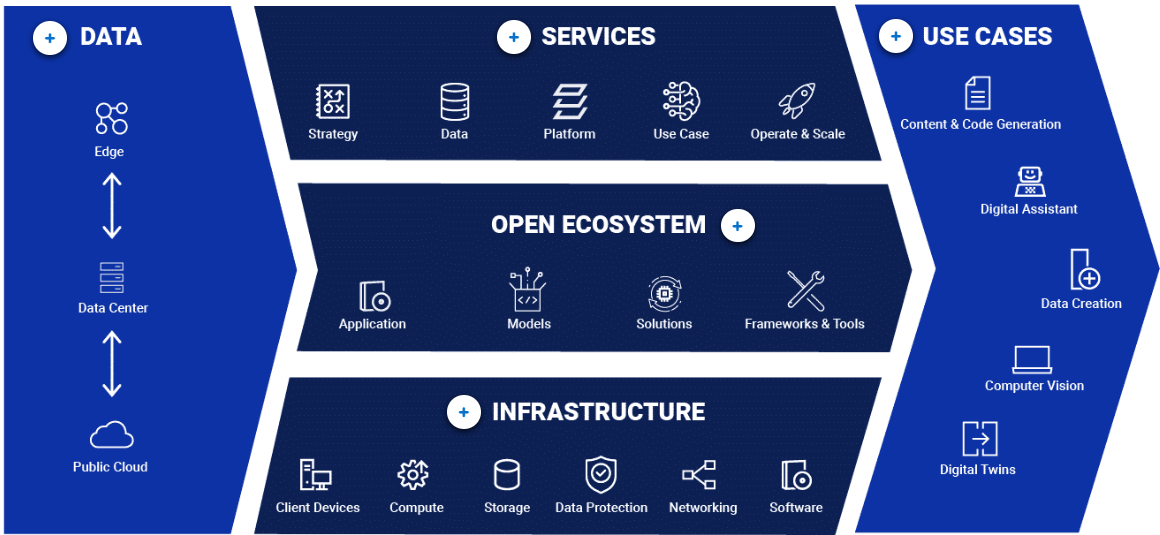 DATA
Edge
Data Center
Public Cloud
SERVICES
Strategy
Data
Platform
Use Case
Operate & Scale
OPEN ECOSYSTEM
Application
Models
Solutions
Frameworks & Tools
INFRASTRUCTURE
Client Devices
Compute
Storage
Data Protection
Networking
Software
USE CASES
Content & Code Generation
Digital Assistant
Data Creation
Computer Vision
Digital Twins